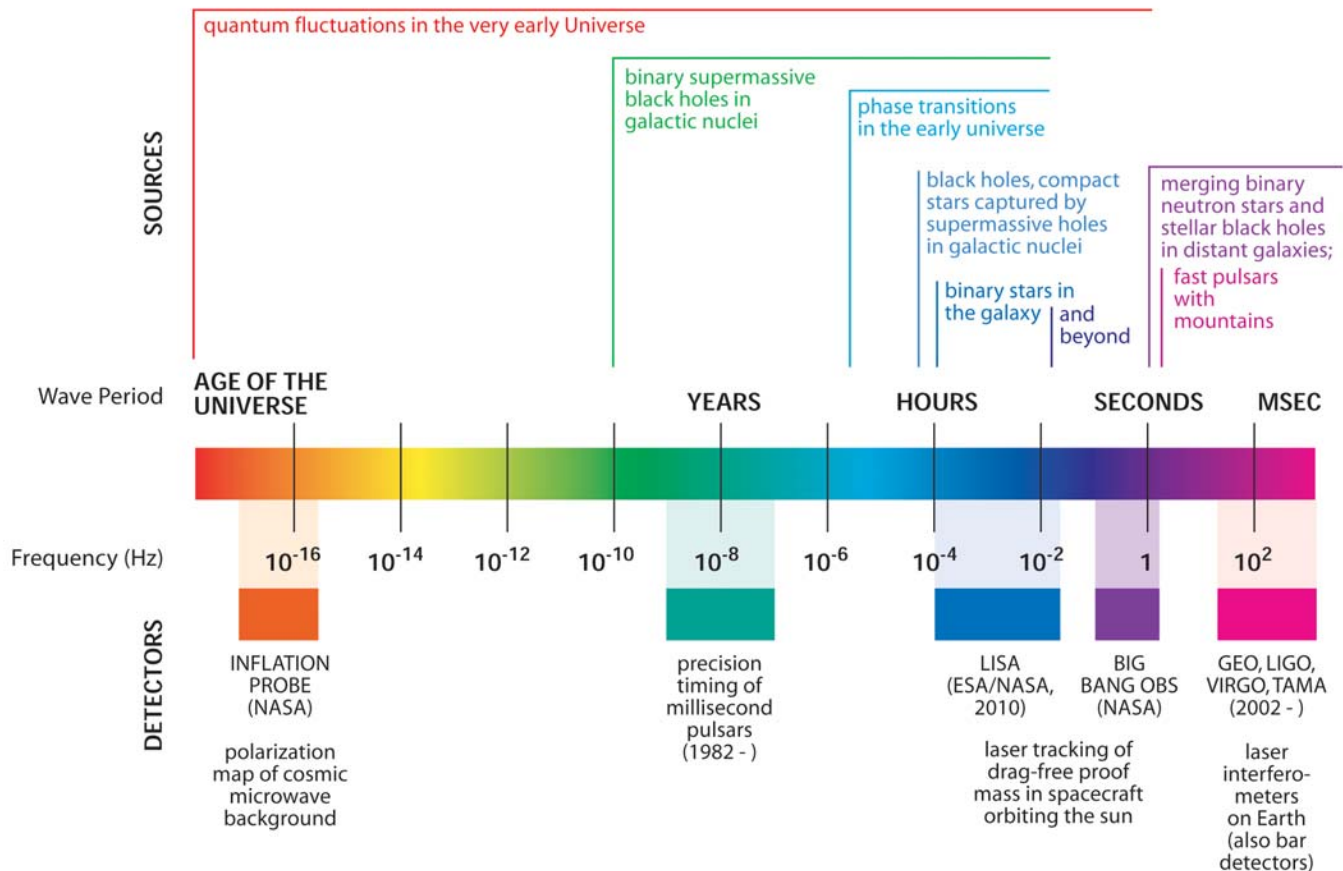 quantum fluctuations in the very early Universe
binary supermassive
black holes in
galactic nuclei
phase transitions
in the early universe
black holes, compact
stars captured by
supermassive holes
in galactic nuclei
merging binary
neutron stars and
stellar black holes
in distant galaxies;
binary stars in
the galaxy
and
beyond
fast pulsars
with
mountains
SOURCES
Wave Period
AGE OF THE
UNIVERSE
YEARS
HOURS
SECONDS
MSEC
Frequency (Hz)
10⁻¹⁶
10⁻¹⁴
10⁻¹²
10⁻¹⁰
10⁻⁸
10⁻⁶
10⁻⁴
10⁻²
1
10²
DETECTORS
INFLATION
PROBE
(NASA)
polarization
map of cosmic
microwave
background
precision
timing of
millisecond
pulsars
(1982 - )
LISA
(ESA/NASA,
2010)
BIG
BANG OBS
(NASA)
laser tracking of
drag-free proof
mass in spacecraft
orbiting the sun
GEO, LIGO,
VIRGO, TAMA
(2002 - )
laser
interfero-
meters
on Earth
(also bar
detectors)